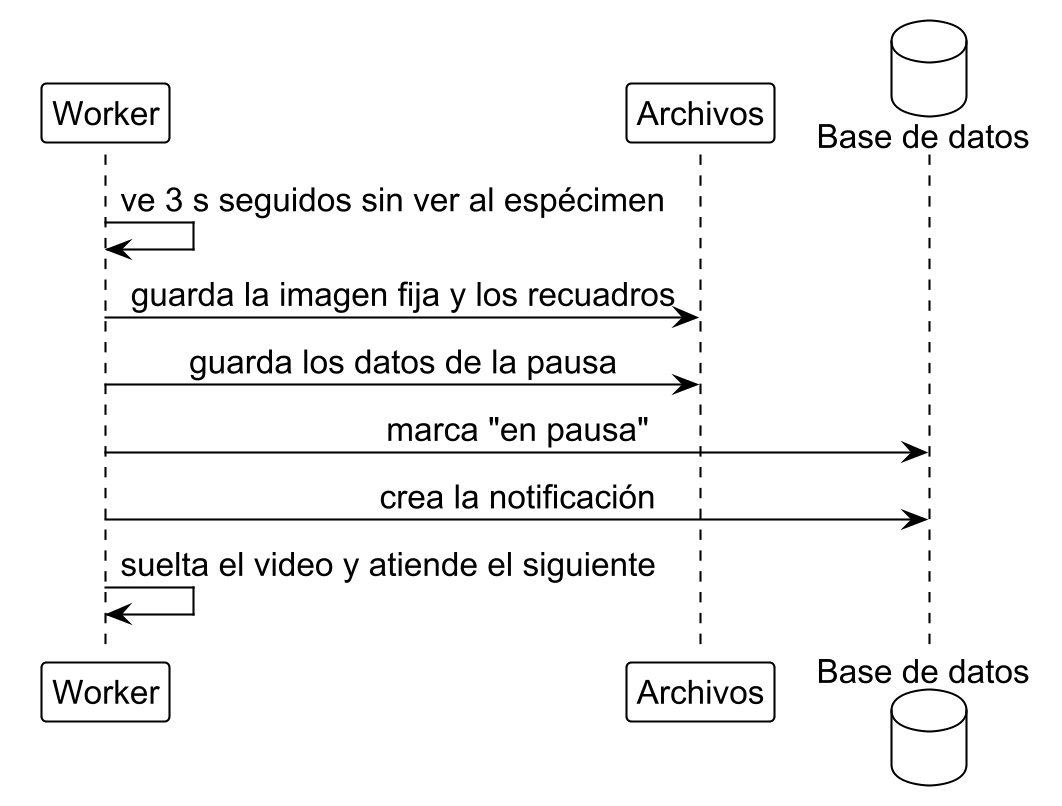 Worker
Archivos
Base de datos
ve 3 s seguidos sin ver al espécimen
guarda la imagen fija y los recuadros
guarda los datos de la pausa
marca "en pausa"
crea la notificación
suelta el video y atiende el siguiente
Worker
Archivos
Base de datos